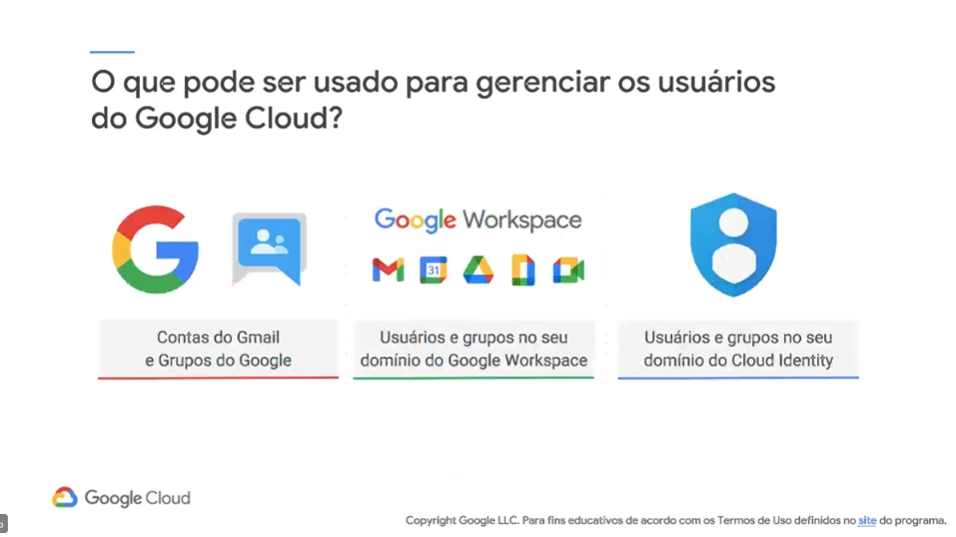 O que pode ser usado para gerenciar os usuários
do Google Cloud?
Google Workspace
31
Contas do Gmail
e Grupos do Google
Usuários e grupos no seu
domínio do Google Workspace
Usuários e grupos no seu
domínio do Cloud Identity
Google Cloud
Copyright Google LLC. Para fins educativos de acordo com os Termos de Uso definidos no site do programa.